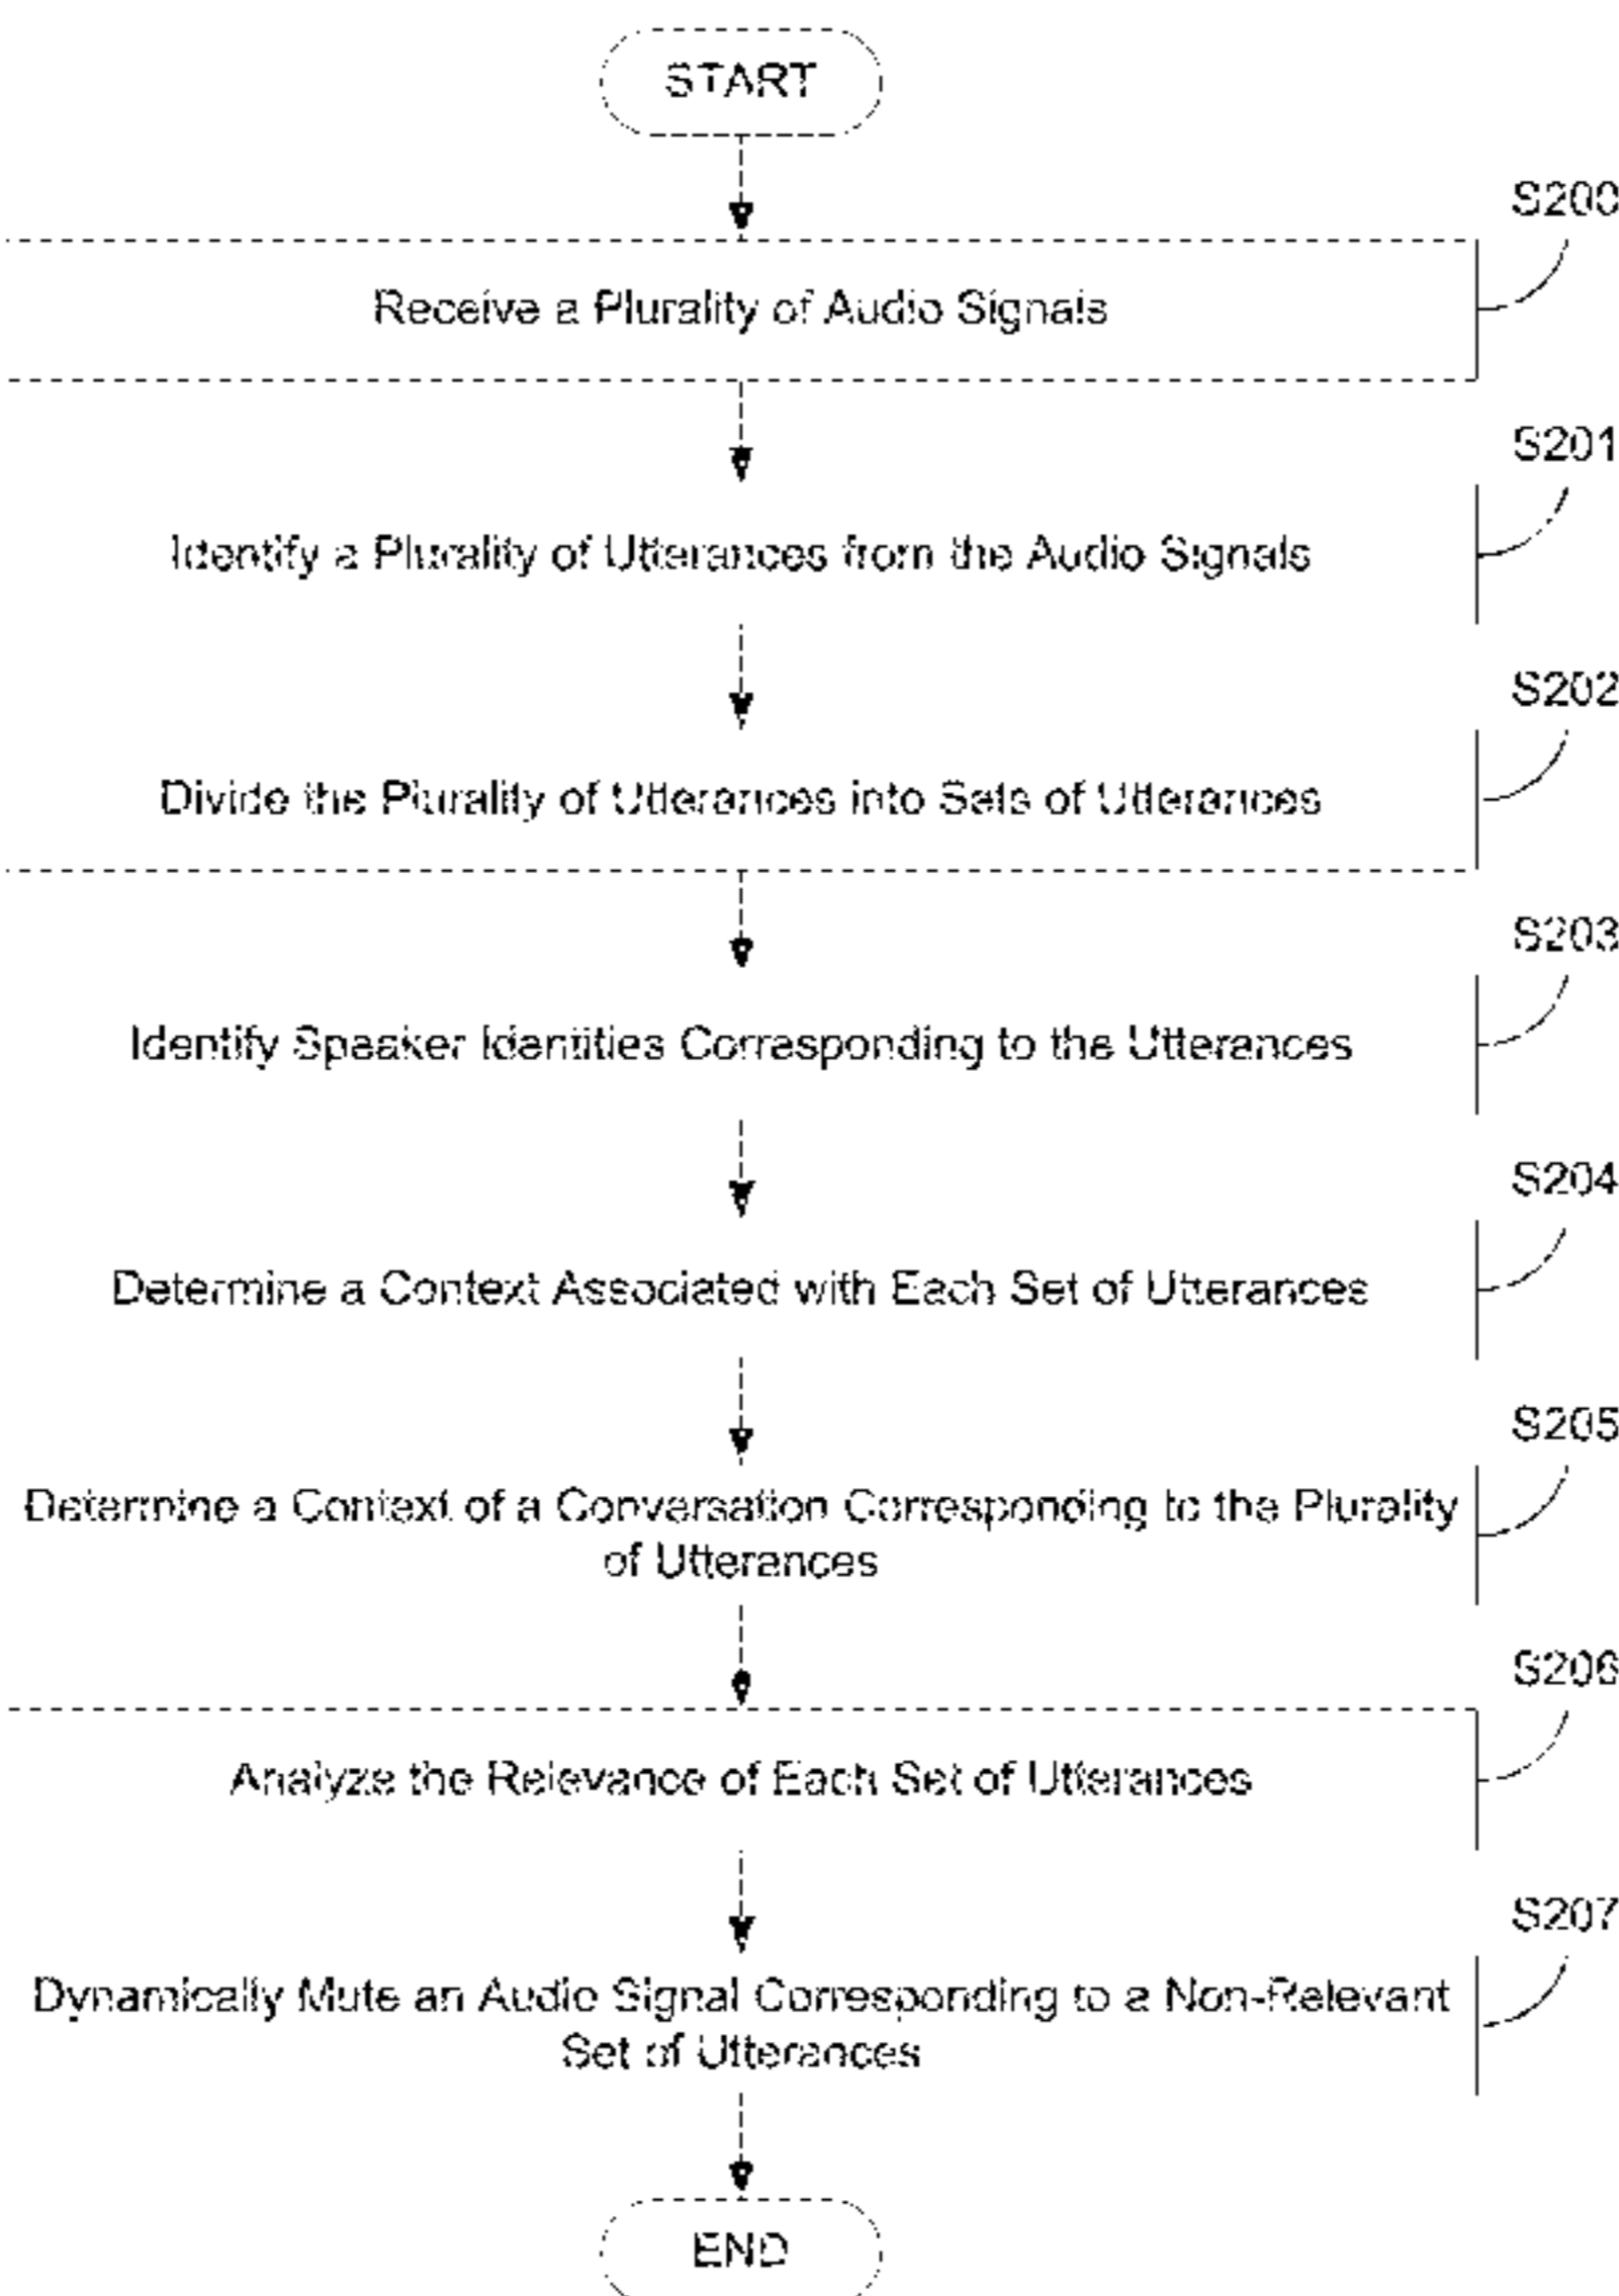 START
S200
Receive a Plurality of Audio Signals
S201
Identify a Plurality of Utterances from the Audio Signals
S202
Divide the Plurality of Utterances into Sets of Utterances
S203
Identify Speaker Identities Corresponding to the Utterances
S204
Determine a Context Associated with Each Set of Utterances
S205
Determine a Context of a Conversation Corresponding to the Plurality
of Utterances
S206
Analyze the Relevance of Each Set of Utterances
S207
Dynamically Mute an Audio Signal Corresponding to a Non-Relevant
Set of Utterances
END